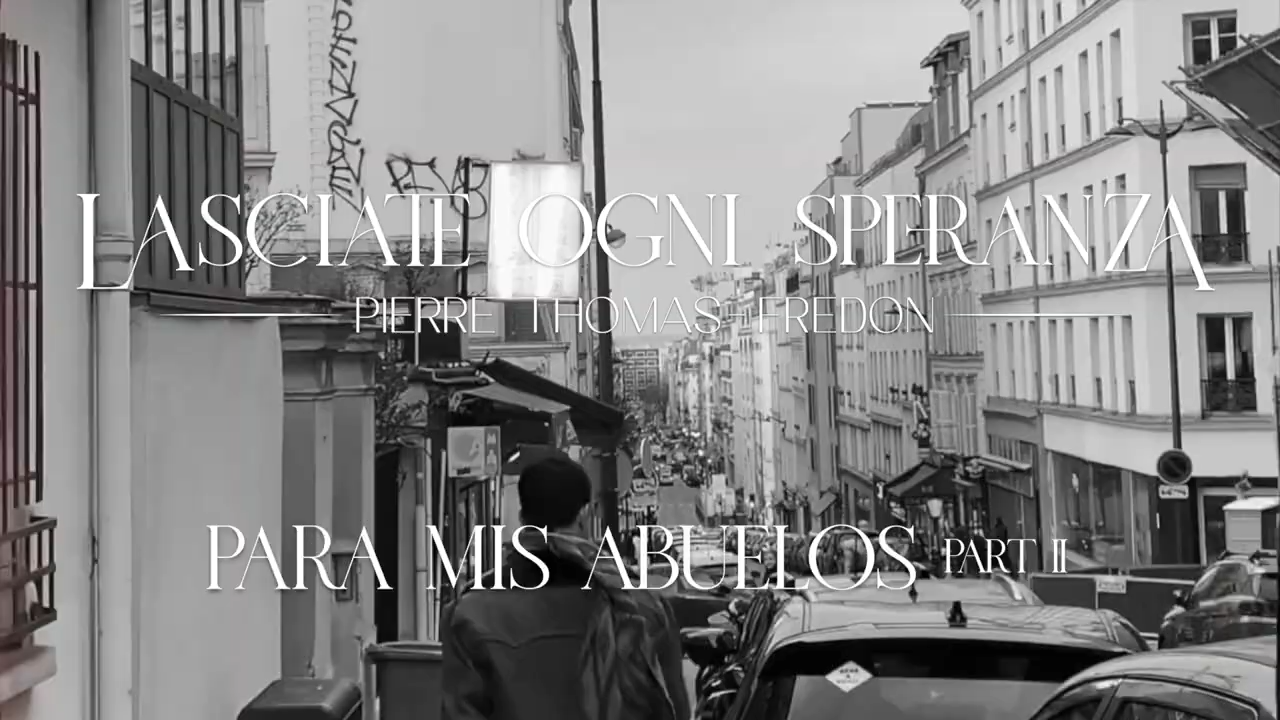 LASCIATE OGNI SPERANZA
PIERRE THOMAS FREDON
PARA MIS ABUELOS PART II